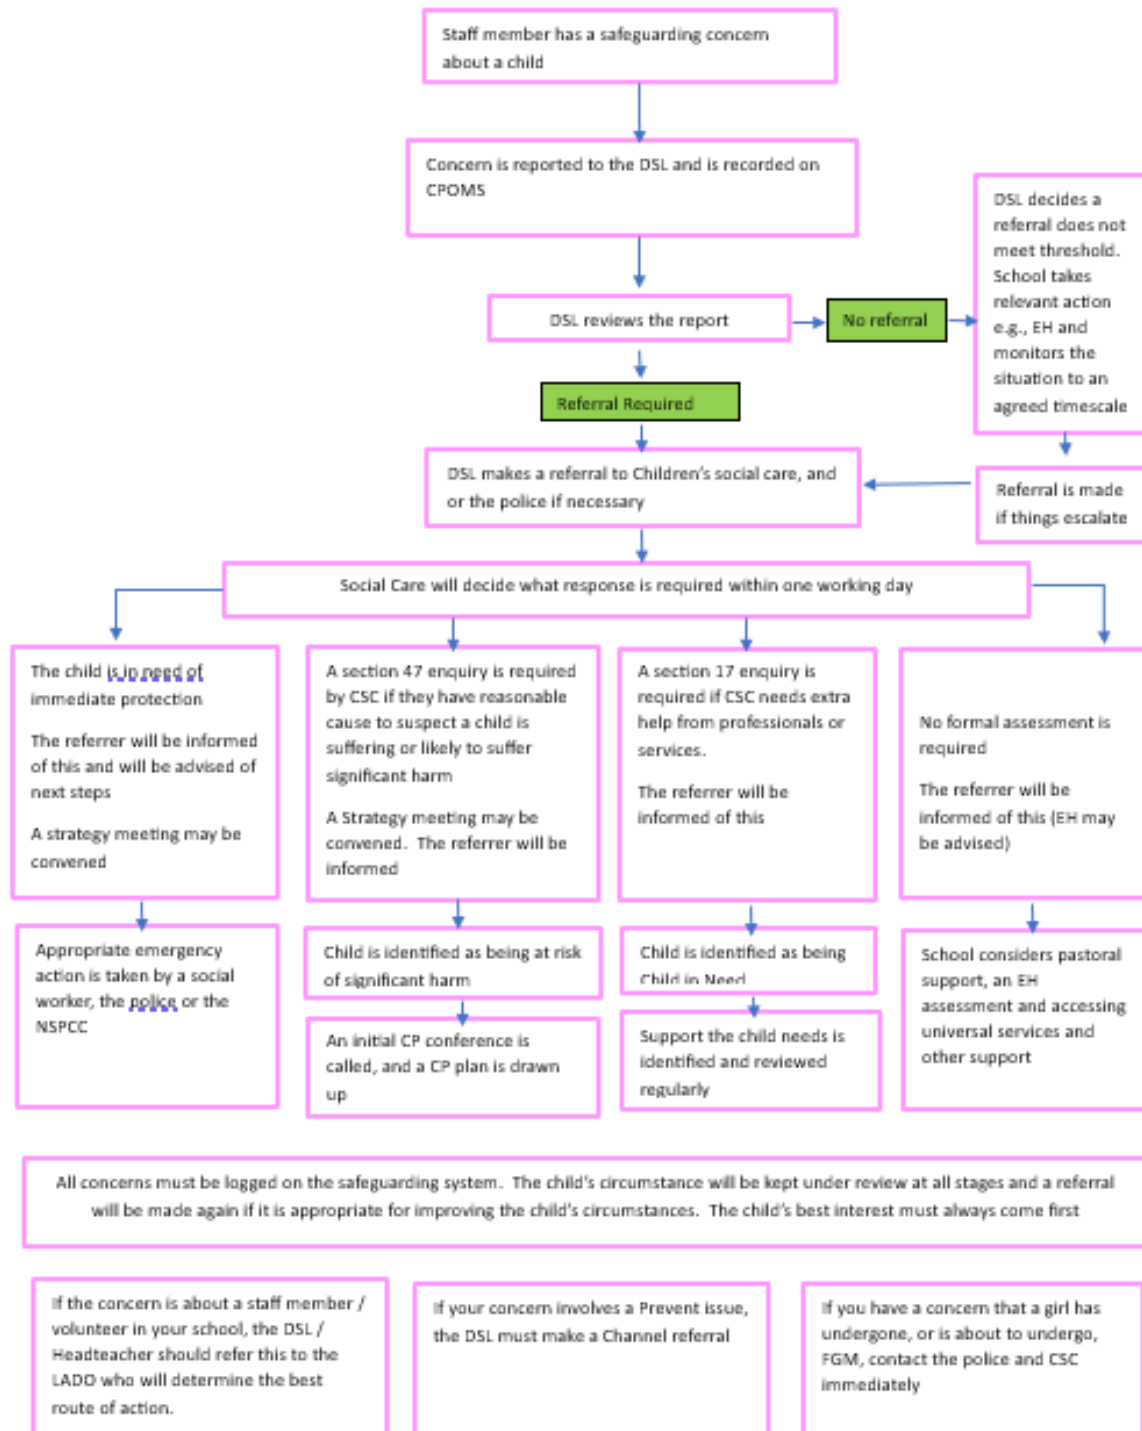 Staff member has a safeguarding concern
about a child
Concern is reported to the DSL and is recorded on
CPOMS
DSL reviews the report
No referral
DSL decides a
referral does not
meet threshold.
School takes
relevant action
e.g., EH and
monitors the
situation to an
agreed timescale
Referral Required
DSL makes a referral to Children's social care, and
or the police if necessary
Referral is made
if things escalate
Social Care will decide what response is required within one working day
The child is in need of
immediate protection
The referrer will be informed
of this and will be advised of
next steps
A strategy meeting may be
convened
A section 47 enquiry is required
by CSC if they have reasonable
cause to suspect a child is
suffering or likely to suffer
significant harm
A Strategy meeting may be
convened.  The referrer will be
informed
A section 17 enquiry is
required if CSC needs extra
help from professionals or
services.
The referrer will be
informed of this
No formal assessment is
required
The referrer will be
informed of this (EH may
be advised)
Appropriate emergency
action is taken by a social
worker, the police or the
NSPCC
Child is identified as being at risk
of significant harm
An initial CP conference is
called, and a CP plan is drawn
up
Child is identified as being
Child in Need
Support the child needs is
identified and reviewed
regularly
School considers pastoral
support, an EH
assessment and accessing
universal services and
other support
All concerns must be logged on the safeguarding system.  The child's circumstance will be kept under review at all stages and a referral
will be made again if it is appropriate for improving the child's circumstances.  The child's best interest must always come first
If the concern is about a staff member /
volunteer in your school, the DSL /
Headteacher should refer this to the
LADO who will determine the best
route of action.
If your concern involves a Prevent issue,
the DSL must make a Channel referral
If you have a concern that a girl has
undergone, or is about to undergo,
FGM, contact the police and CSC
immediately